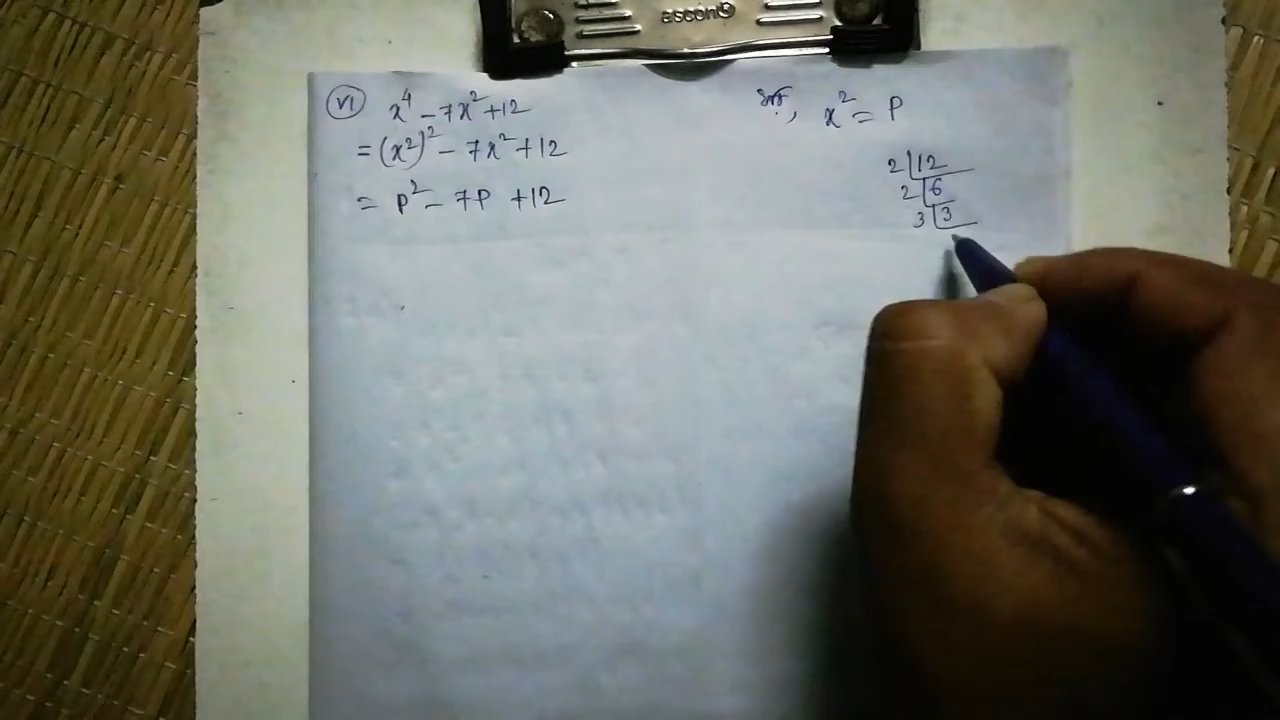 ascon®
(VI) x⁴ - 7x² + 12
= (x²)² - 7x² + 12
= P² - 7P + 12
ধরি, x² = P
2 | 12
2 | 6
3 | 3